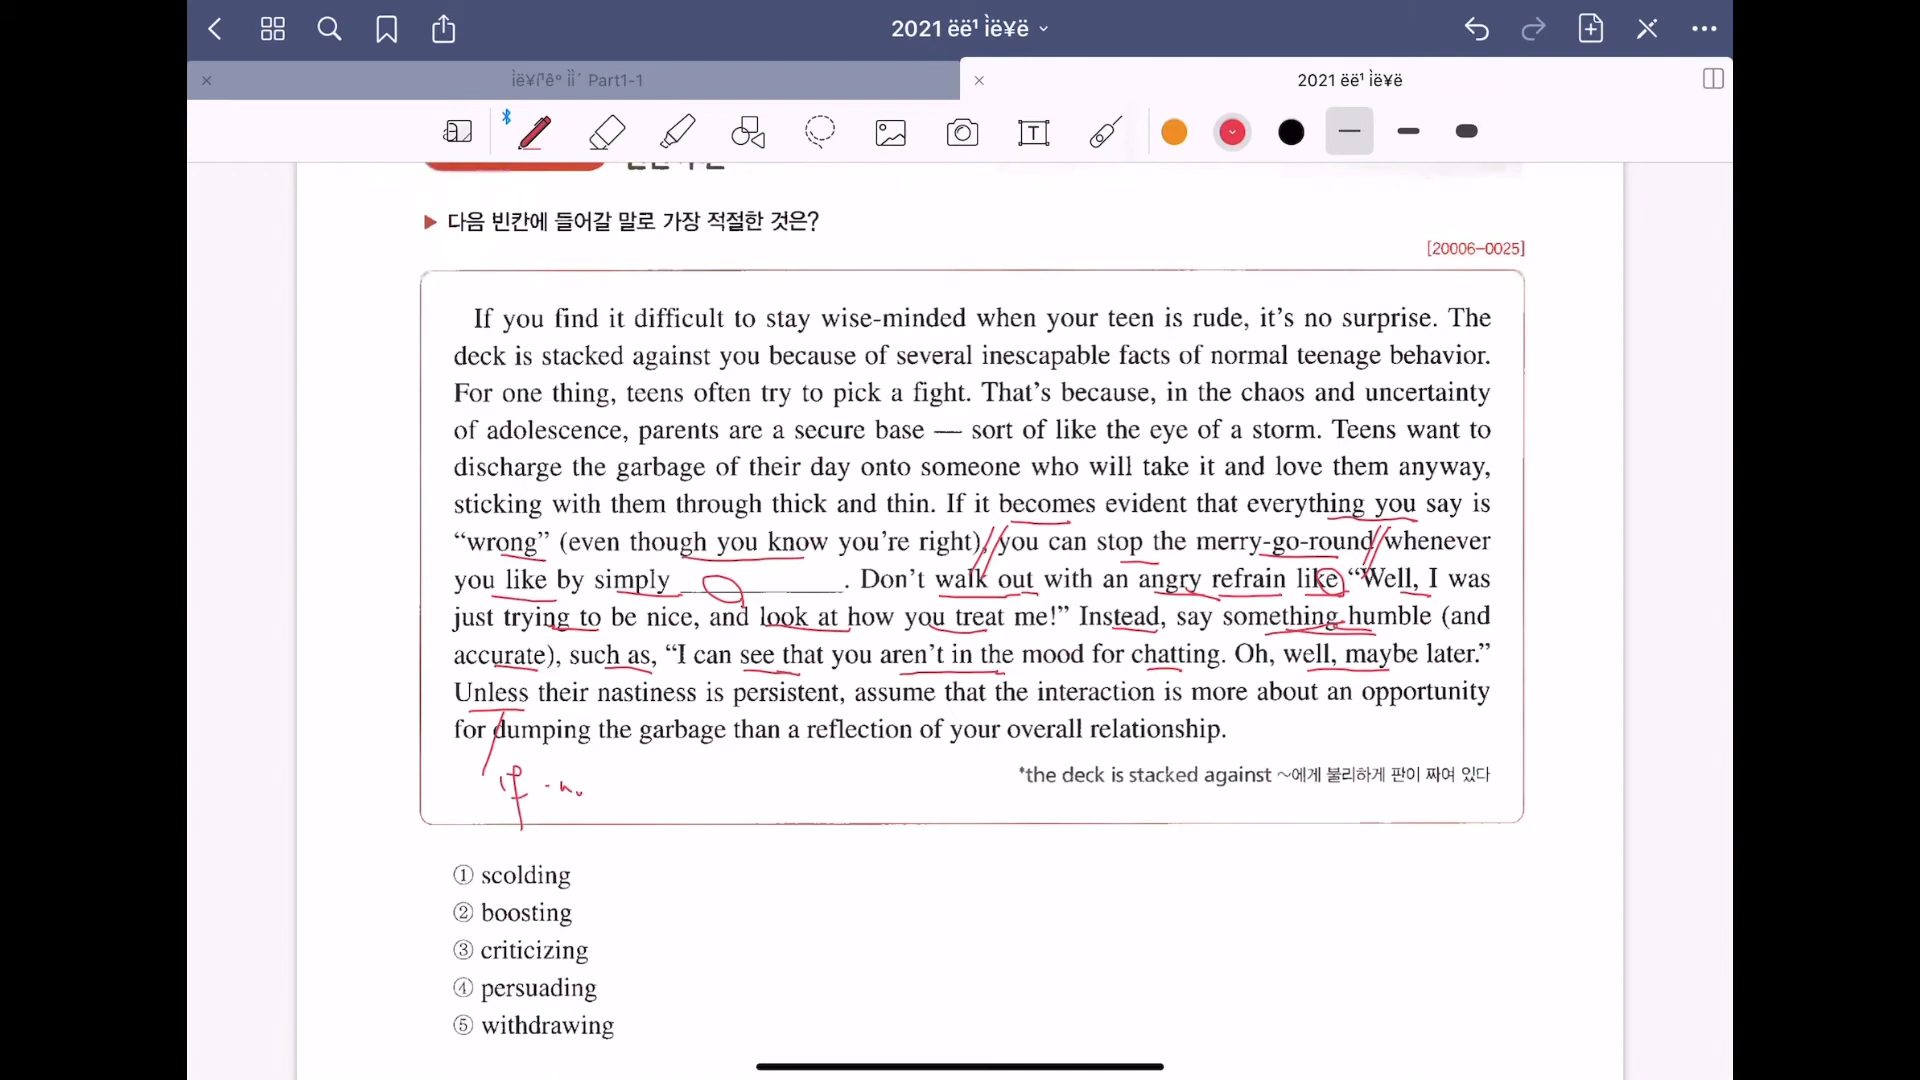 2021 ëë¹ Ìë¥ë
Ìë¥í¹êº ÌÌ´ Part1-1
2021 ëë¹ Ìë¥ë
다음 빈칸에 들어갈 말로 가장 적절한 것은?
[20006-0025]
If you find it difficult to stay wise-minded when your teen is rude, it's no surprise. The
deck is stacked against you because of several inescapable facts of normal teenage behavior.
For one thing, teens often try to pick a fight. That's because, in the chaos and uncertainty
of adolescence, parents are a secure base — sort of like the eye of a storm. Teens want to
discharge the garbage of their day onto someone who will take it and love them anyway,
sticking with them through thick and thin. If it becomes evident that everything you say is
“wrong” (even though you know you're right), you can stop the merry-go-round whenever
you like by simply ____________. Don't walk out with an angry refrain like “Well, I was
just trying to be nice, and look at how you treat me!” Instead, say something humble (and
accurate), such as, “I can see that you aren't in the mood for chatting. Oh, well, maybe later.”
Unless their nastiness is persistent, assume that the interaction is more about an opportunity
for dumping the garbage than a reflection of your overall relationship.
if
*the deck is stacked against ~에게 불리하게 판이 짜여 있다
① scolding
② boosting
③ criticizing
④ persuading
⑤ withdrawing